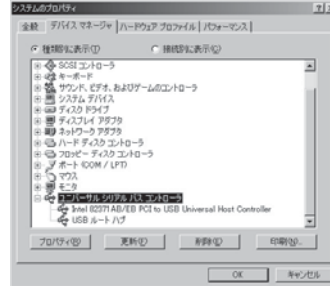 システムのプロパティ
全般 デバイス マネージャ ハードウェア プロファイル パフォーマンス
種類別に表示(T) 接続別に表示(C)
SCSI コントローラ
キーボード
サウンド、ビデオ、およびゲームのコントローラ
システム デバイス
ディスク ドライブ
ディスプレイ アダプタ
ネットワーク アダプタ
ハード ディスク コントローラ
フロッピー ディスク コントローラ
ポート (COM / LPT)
マウス
モニタ
ユニバーサル シリアル バス コントローラ
Intel 82371AB/EB PCI to USB Universal Host Controller
USB ルート ハブ
プロパティ(R) 更新(F) 削除(E) 印刷(N)...
OK キャンセル